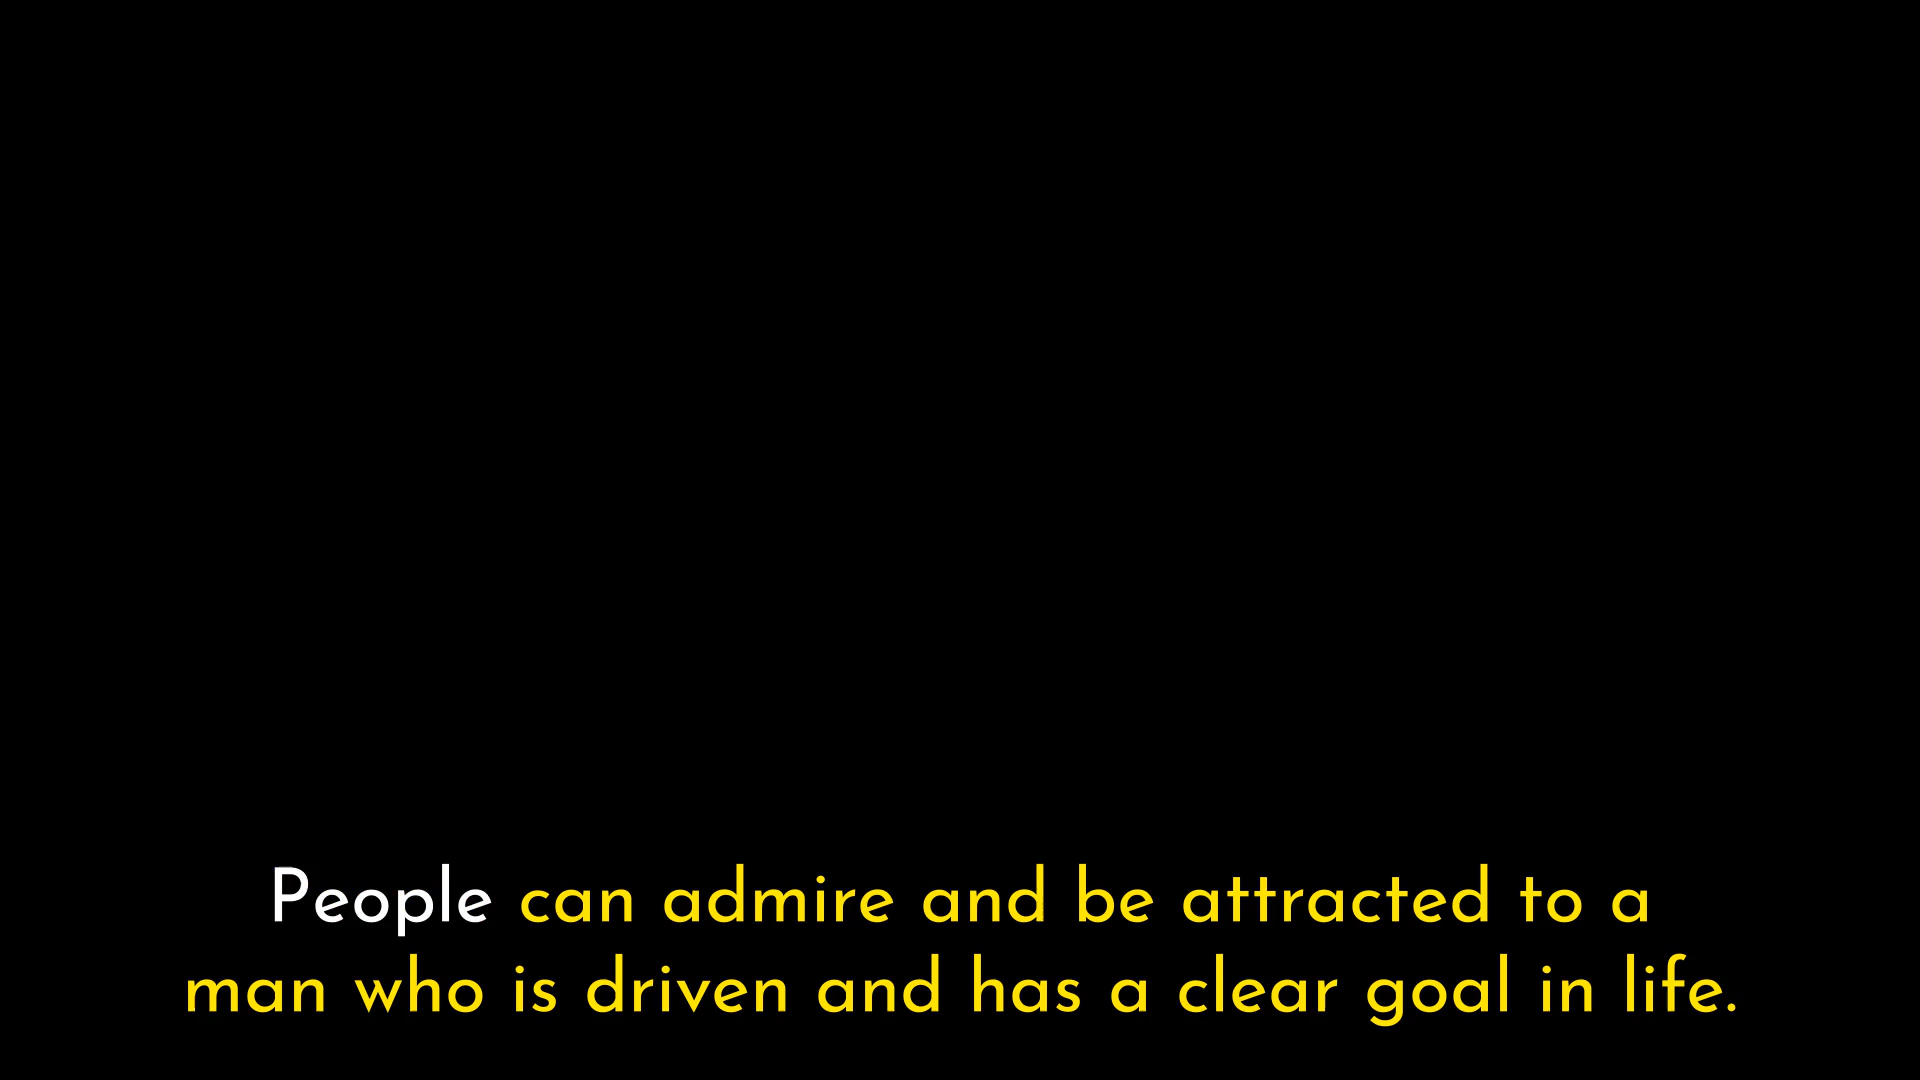 People can admire and be attracted to a
man who is driven and has a clear goal in life.